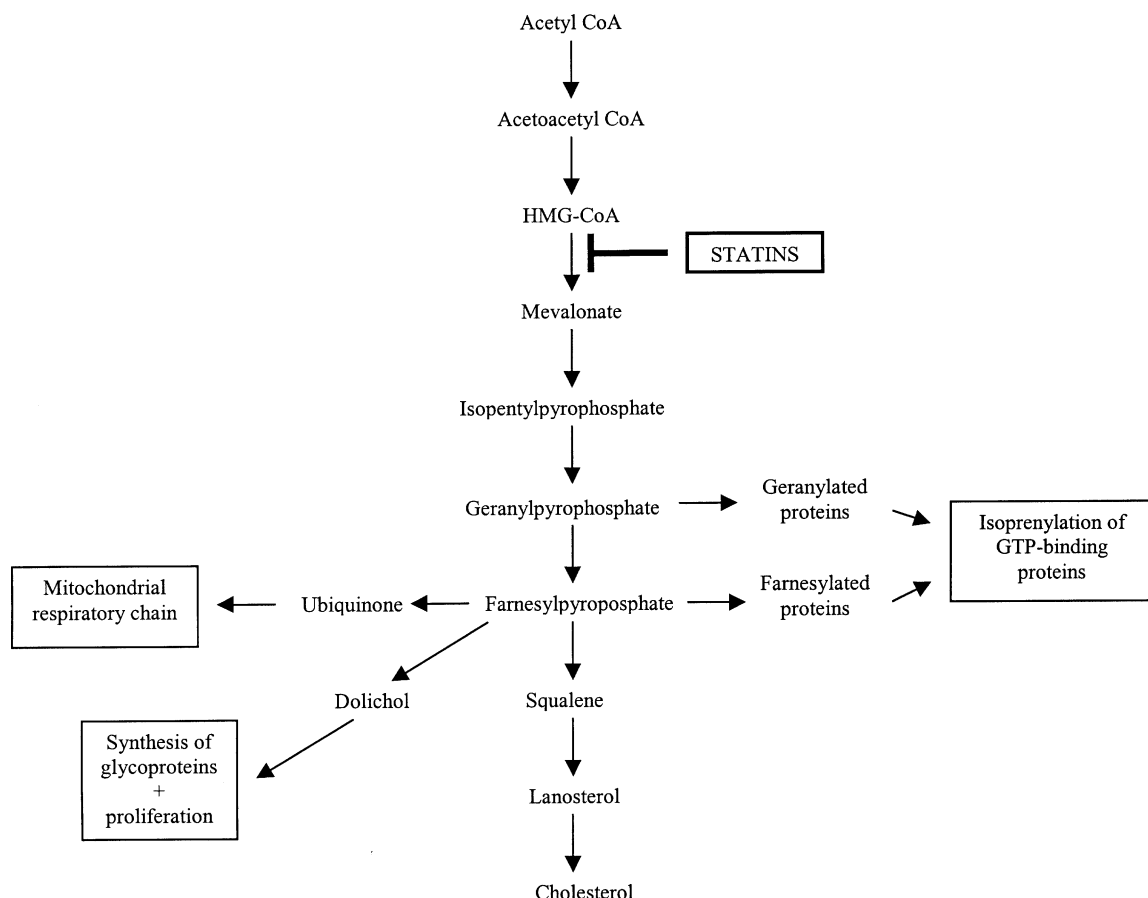 Acetyl CoA
Acetoacetyl CoA
HMG-CoA
STATINS
Mevalonate
Isopentylpyrophosphate
Geranylpyrophosphate
Geranylated
proteins
Isoprenylation of
GTP-binding
proteins
Mitochondrial
respiratory chain
Ubiquinone
Farnesylpyroposphate
Farnesylated
proteins
Dolichol
Squalene
Synthesis of
glycoproteins
+
proliferation
Lanosterol
Cholesterol